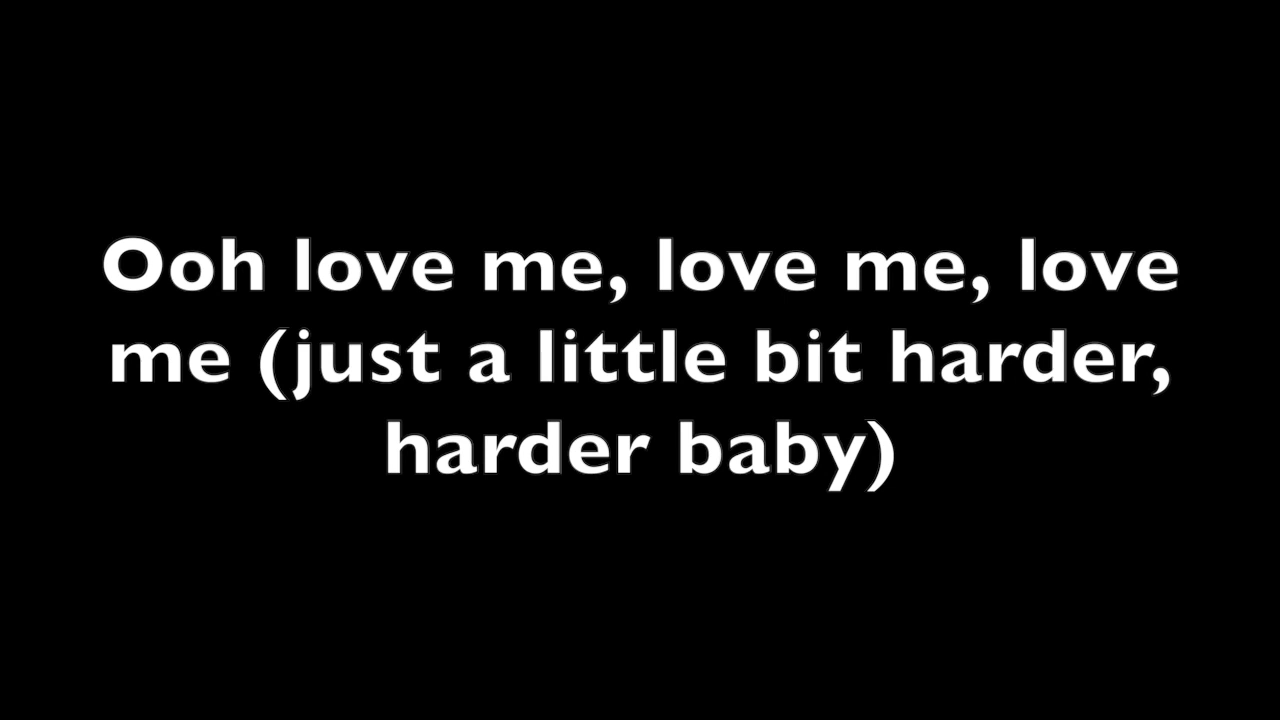 Ooh love me, love me, love
me (just a little bit harder,
harder baby)